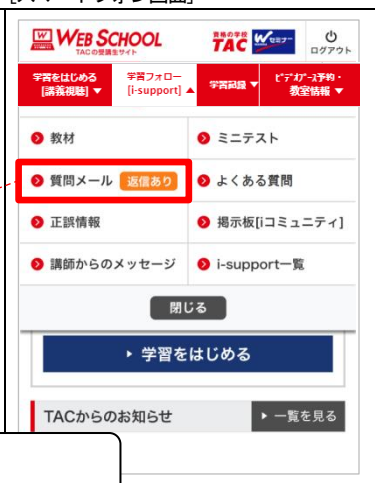 [スマートフォン画面]
WEB SCHOOL
TACの受講生サイト
資格の学校
TAC
Wセミナー
ログアウト
学習をはじめる
[講義視聴] ▼
学習フォロー
[i-support] ▲
学習記録 ▼
ビデオブース予約・
教室情報 ▼
教材
ミニテスト
質問メール 返信あり
よくある質問
正誤情報
掲示板[iコミュニティ]
講師からのメッセージ
i-support一覧
閉じる
学習をはじめる
TACからのお知らせ
一覧を見る